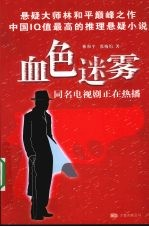 悬疑大师林和平巅峰之作
中国IQ值最高的推理悬疑小说
血色迷雾
同名电视剧正在热播